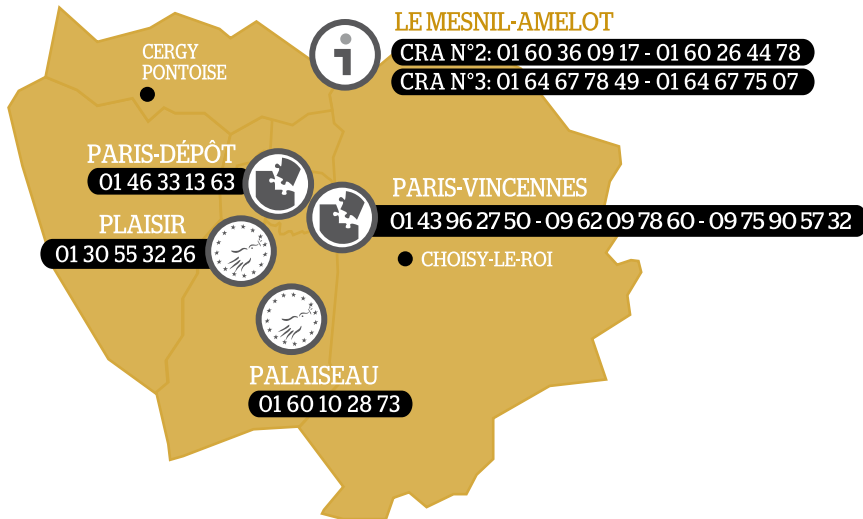 LE MESNIL-AMELOT
CRA N°2: 01 60 36 09 17 - 01 60 26 44 78
CRA N°3: 01 64 67 78 49 - 01 64 67 75 07
CERGY
PONTOISE
PARIS-DÉPÔT
01 46 33 13 63
PARIS-VINCENNES
01 43 96 27 50 - 09 62 09 78 60 - 09 75 90 57 32
PLAISIR
01 30 55 32 26
CHOISY-LE-ROI
PALAISEAU
01 60 10 28 73